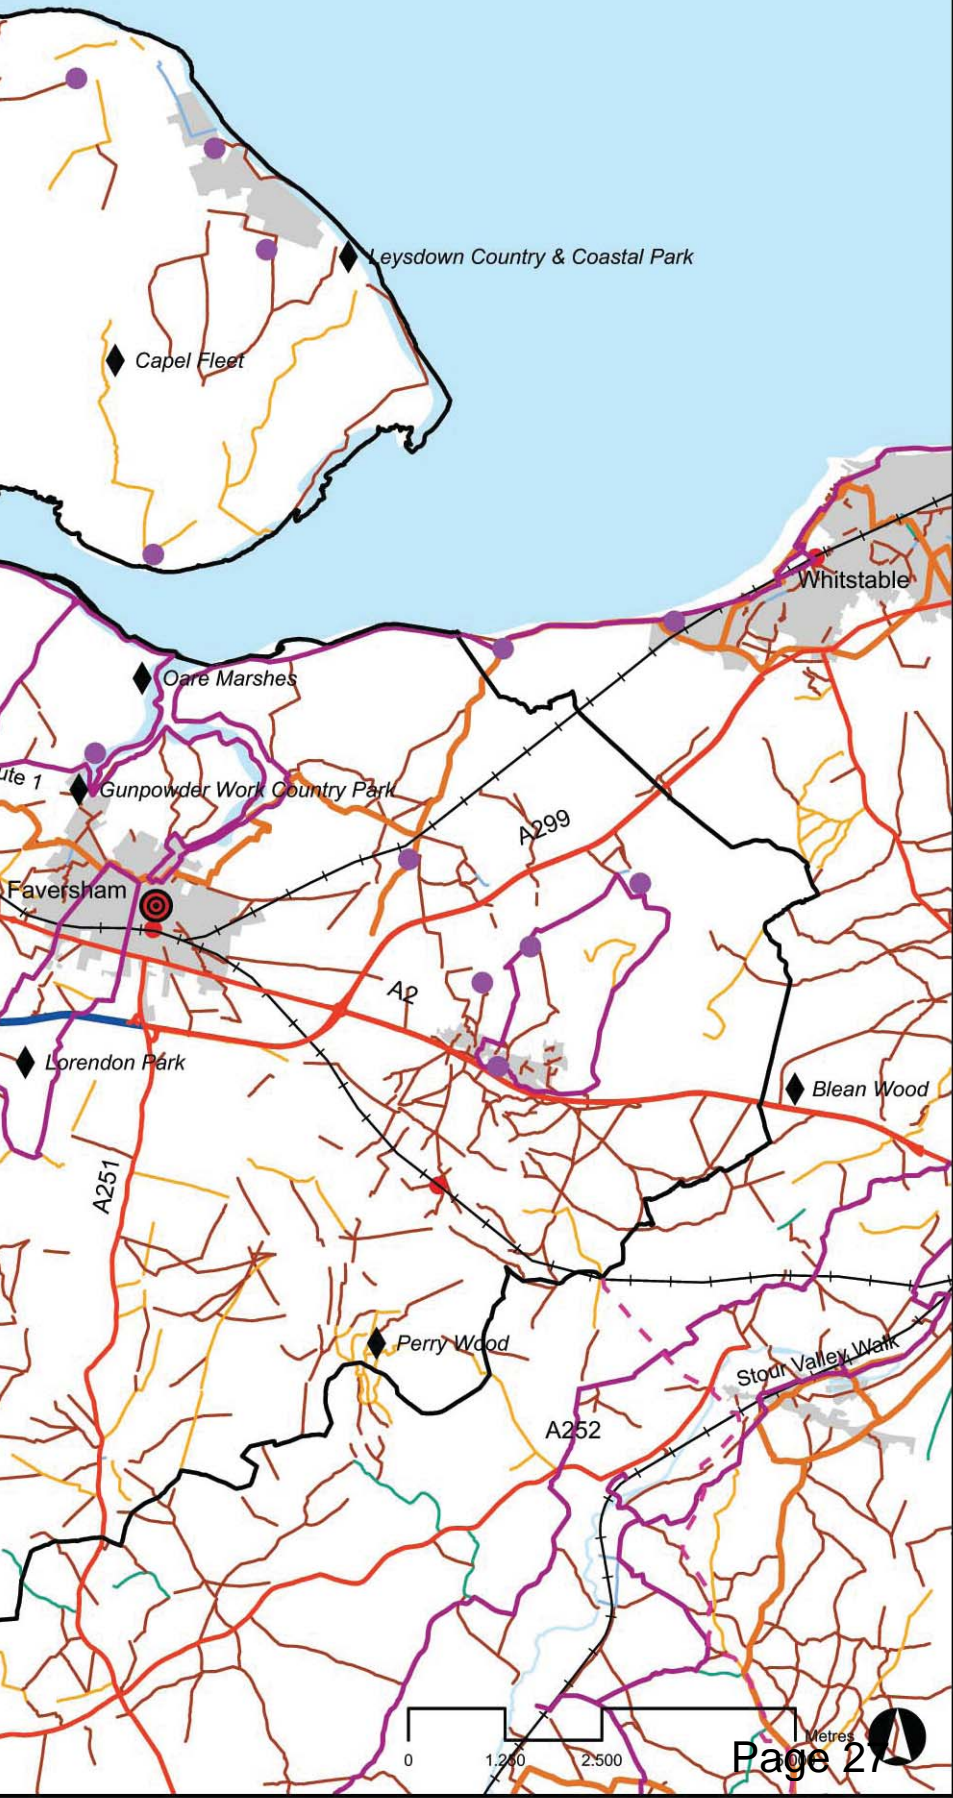 Leysdown Country & Coastal Park
Capel Fleet
Whitstable
Oare Marshes
ute 1
Gunpowder Work Country Park
A299
Faversham
A2
Lorendon Park
Blean Wood
A251
Perry Wood
Stour Valley Walk
A252
Metres
0 1.250 2.500
Page 27